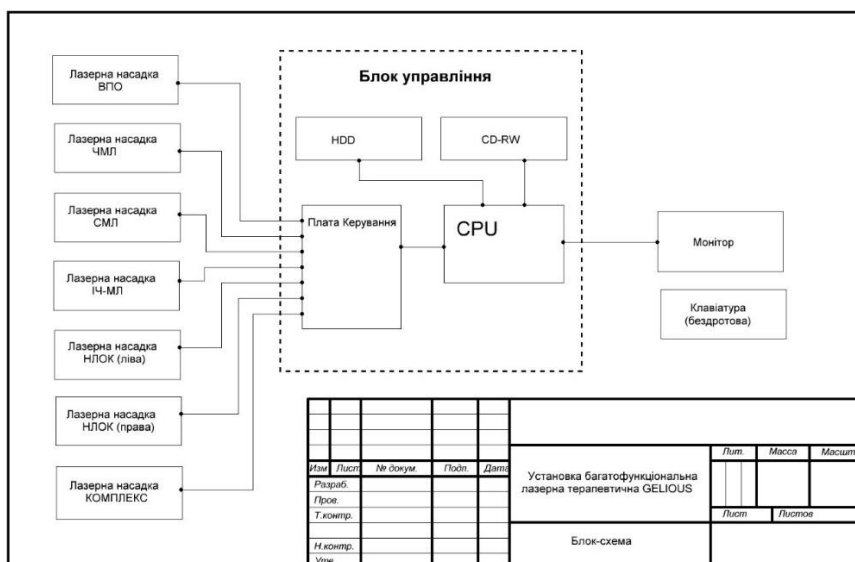 Лазерна насадка
ВПО
Лазерна насадка
ЧМЛ
Лазерна насадка
СМЛ
Лазерна насадка
ІЧ-МЛ
Лазерна насадка
НЛОК (ліва)
Лазерна насадка
НЛОК (права)
Лазерна насадка
КОМПЛЕКС
Блок управління
HDD
CD-RW
Плата Керування
CPU
Монітор
Клавіатура
(бездротова)
Изм Лист № докум. Подп. Дата
Разраб.
Пров.
Т.контр.
Н.контр.
Утв.
Установка багатофункціональна
лазерна терапевтична GELIOUS
Блок-схема
Лит. Масса Масшт
Лист Листов